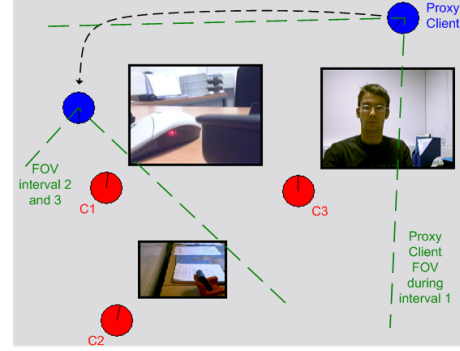 Proxy
Client
FOV
interval 2
and 3
C1
C3
Proxy
Client
FOV
during
interval 1
C2